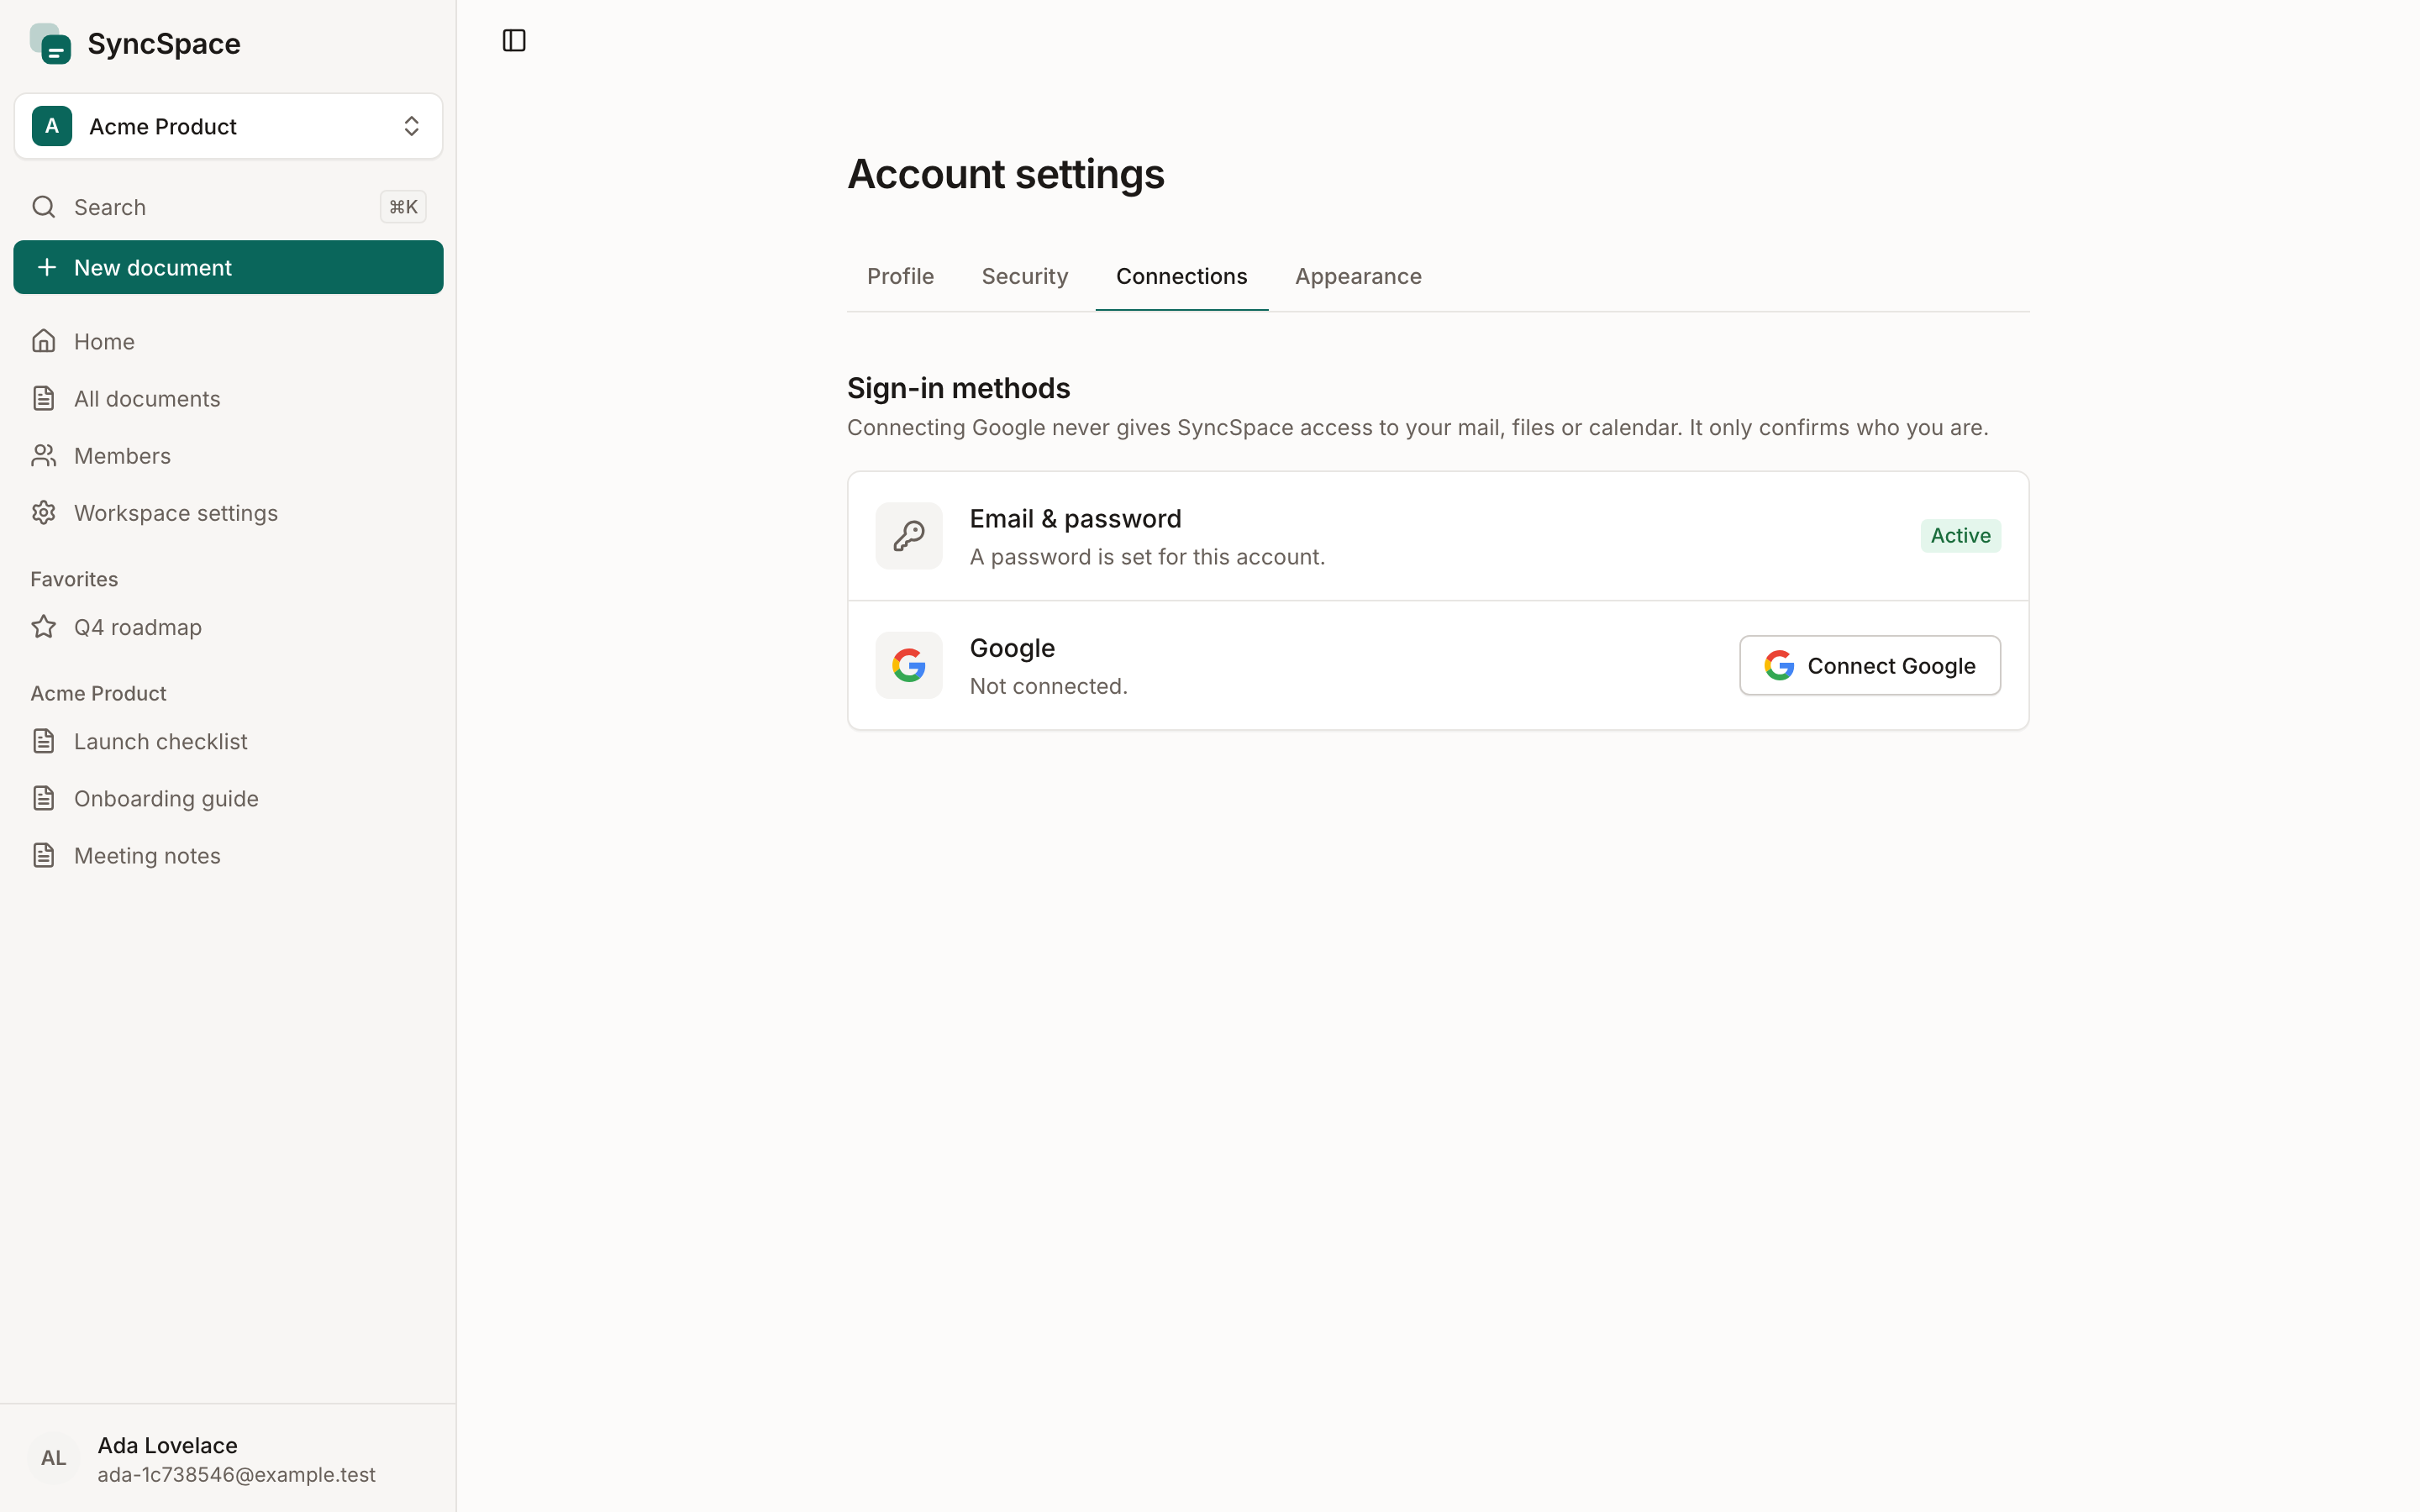 SyncSpace
A Acme Product
Search ⌘K
New document
Home
All documents
Members
Workspace settings
Favorites
Q4 roadmap
Acme Product
Launch checklist
Onboarding guide
Meeting notes
AL
Ada Lovelace
ada-1c738546@example.test
Account settings
Profile Security Connections Appearance
Sign-in methods
Connecting Google never gives SyncSpace access to your mail, files or calendar. It only confirms who you are.
Email & password
A password is set for this account.
Active
Google
Not connected.
Connect Google